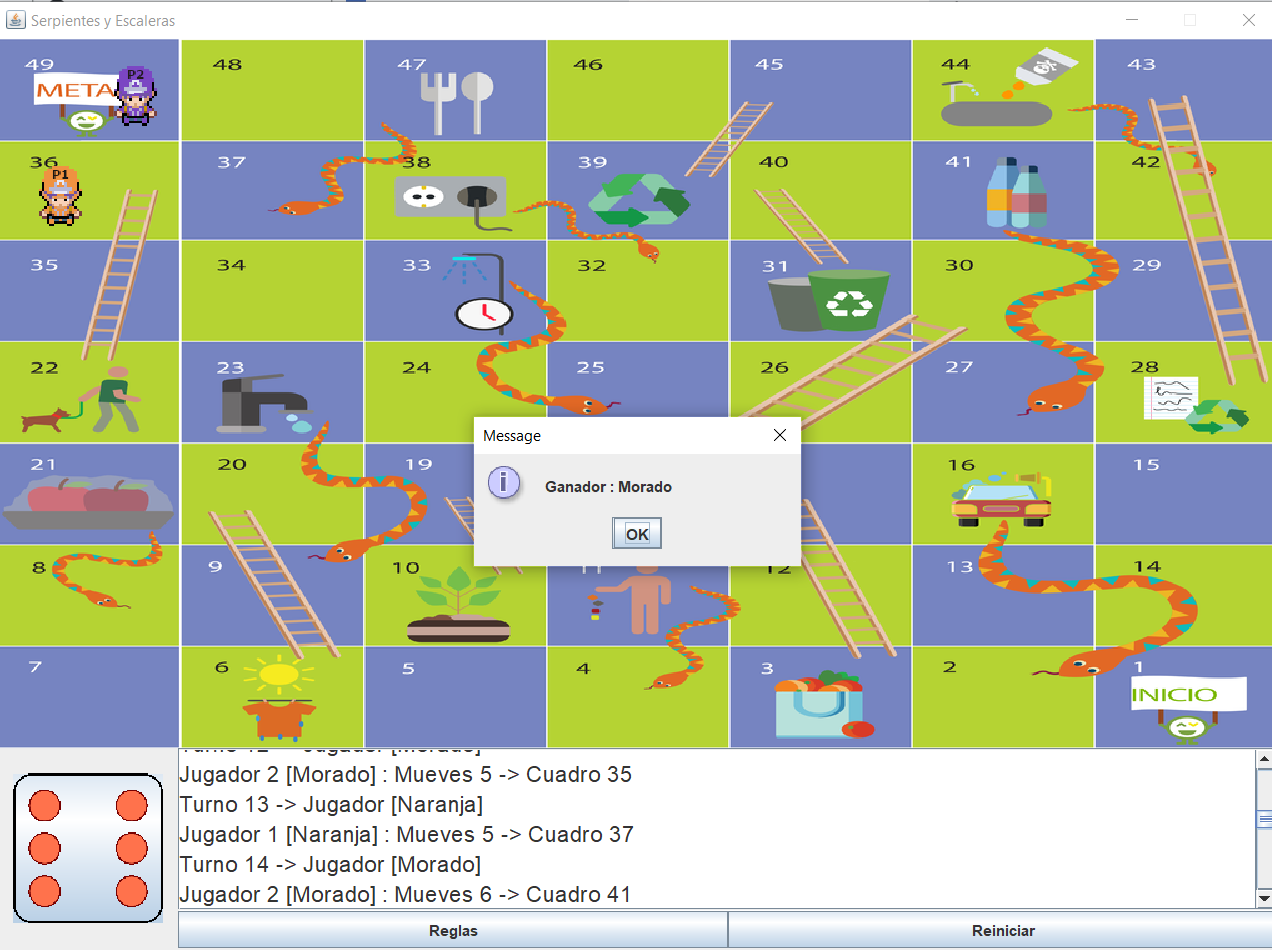 Serpientes y Escaleras
49 48 47 46 45 44 43
META P2
36 37 38 39 40 41 42
P1
35 34 33 32 31 30 29
22 23 24 25 26 27 28
Message
Ganador : Morado
OK
21 20 19 16 15
8 9 10 11 12 13 14
7 6 5 4 3 2 1
INICIO
Jugador [Morado]
Jugador 2 [Morado] : Mueves 5 -> Cuadro 35
Turno 13 -> Jugador [Naranja]
Jugador 1 [Naranja] : Mueves 5 -> Cuadro 37
Turno 14 -> Jugador [Morado]
Jugador 2 [Morado] : Mueves 6 -> Cuadro 41
Reglas Reiniciar